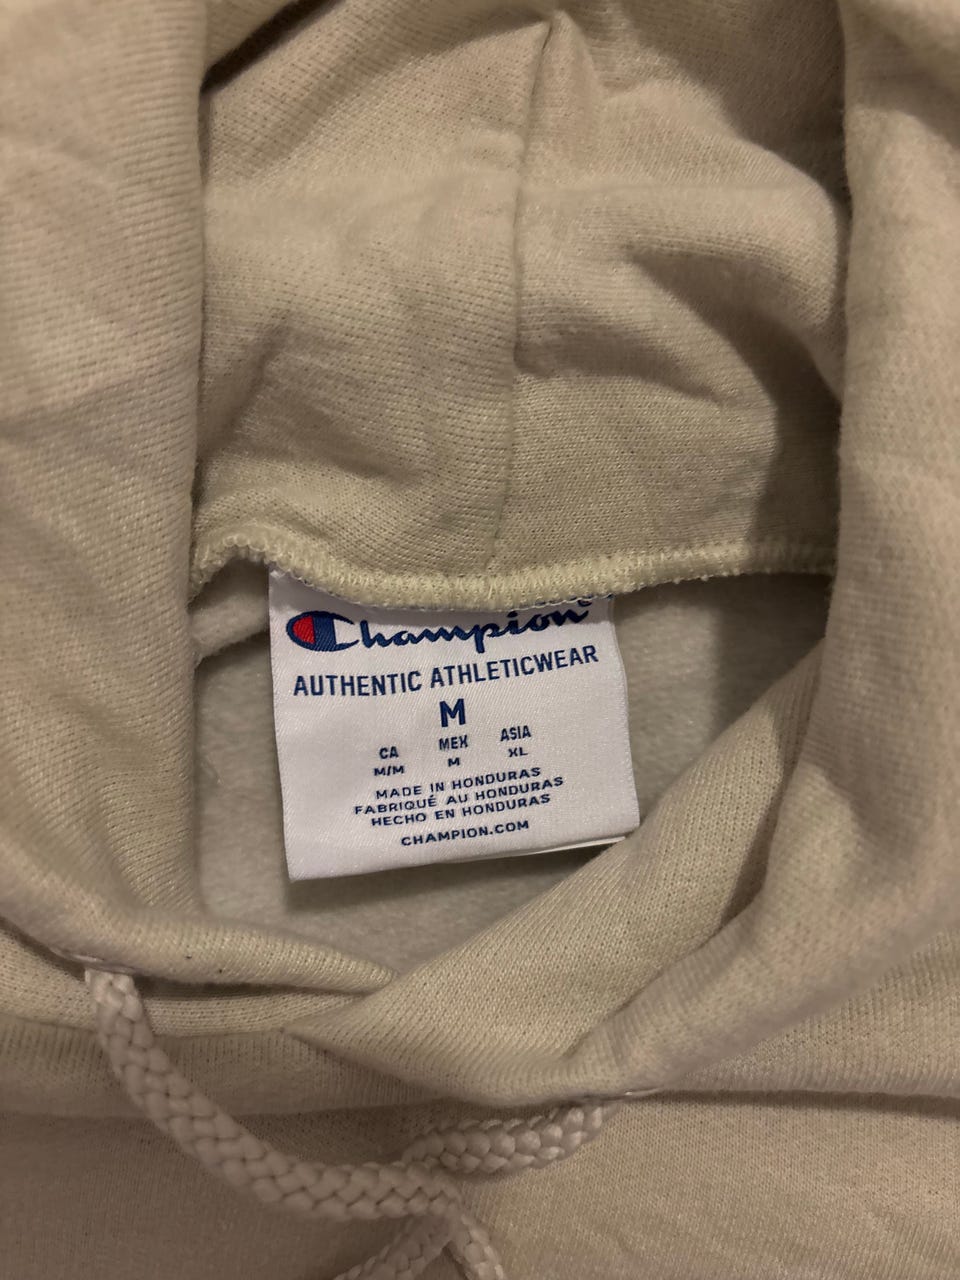 Champion
AUTHENTIC ATHLETICWEAR
M
CA MEX ASIA
M/M M XL
MADE IN HONDURAS
FABRIQUÉ AU HONDURAS
HECHO EN HONDURAS
CHAMPION.COM